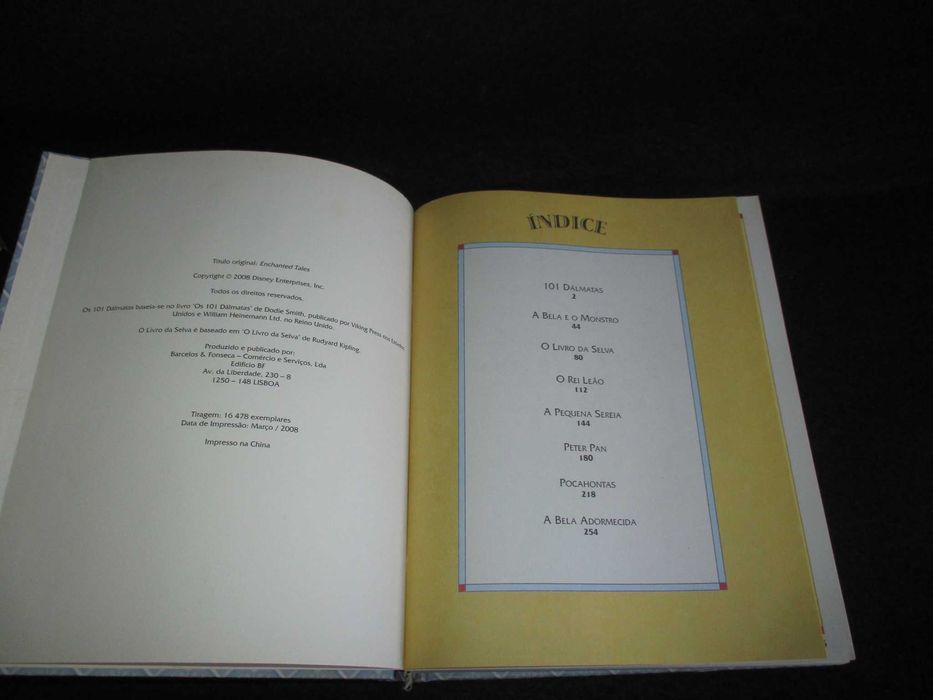 Título original: Enchanted Tales
Copyright © 2008 Disney Enterprises, Inc.
Todos os direitos reservados.
Os 101 Dálmatas baseia-se no livro 'Os 101 Dálmatas' de Dodie Smith, publicado por Viking Press nos Estados
Unidos e William Heinemann Ltd. no Reino Unido.
O Livro da Selva é baseado em 'O Livro da Selva' de Rudyard Kipling.
Produzido e publicado por:
Barcelos & Fonseca – Comércio e Serviços, Lda
Edifício BF
Av. da Liberdade, 230 – 8
1250 – 148 LISBOA
Tiragem: 16 478 exemplares
Data de Impressão: Março / 2008
Impresso na China
ÍNDICE
101 DÁLMATAS
2
A BELA E O MONSTRO
44
O LIVRO DA SELVA
80
O REI LEÃO
112
A PEQUENA SEREIA
144
PETER PAN
180
POCAHONTAS
218
A BELA ADORMECIDA
254